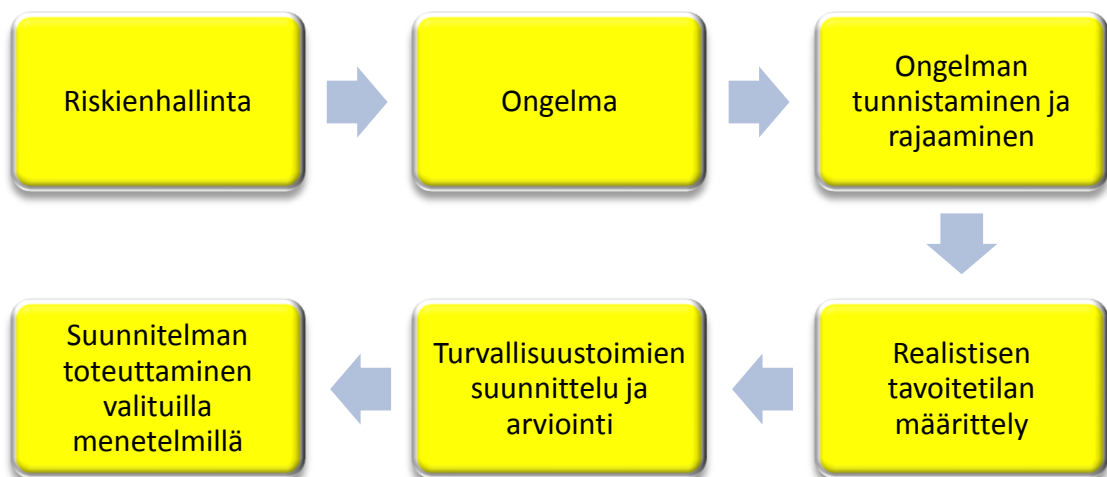 Riskienhallinta
Ongelma
Ongelman
tunnistaminen ja
rajaaminen
Realistisen
tavoitetilan
määrittely
Turvallisuustoimien
suunnittelu ja
arviointi
Suunnitelman
toteuttaminen
valituilla
menetelmillä